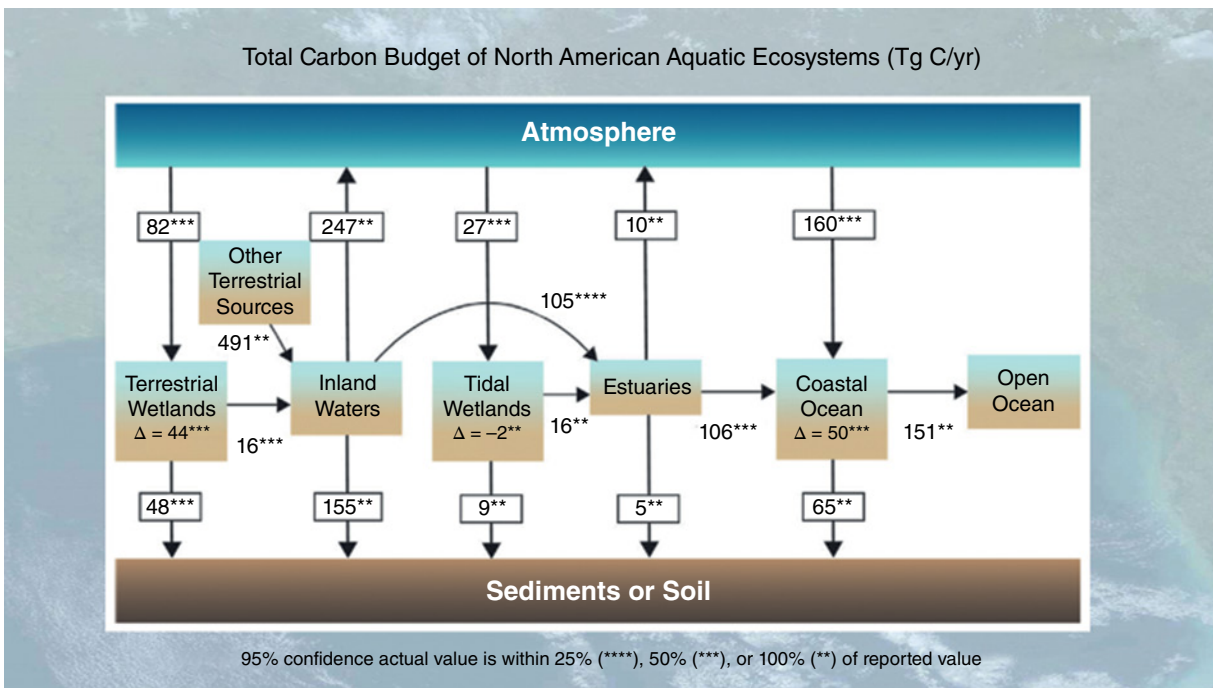 Total Carbon Budget of North American Aquatic Ecosystems (Tg C/yr)
Atmosphere
82***
247**
27***
10**
160***
Other
Terrestrial
Sources
105****
491**
Terrestrial
Wetlands
Δ = 44***
16***
Inland
Waters
Tidal
Wetlands
Δ = –2**
16**
Estuaries
106***
Coastal
Ocean
Δ = 50***
151**
Open
Ocean
48***
155**
9**
5**
65**
Sediments or Soil
95% confidence actual value is within 25% (****), 50% (***), or 100% (**) of reported value